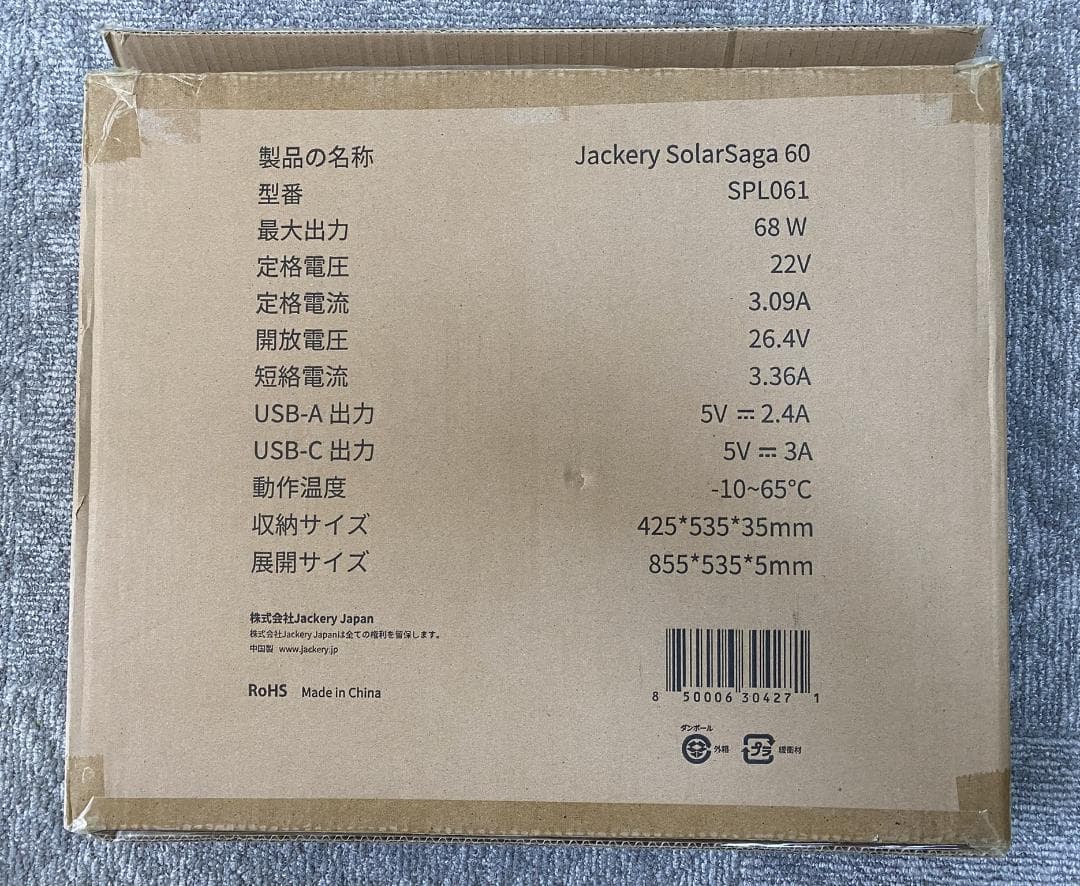 製品の名称 Jackery SolarSaga 60
型番 SPL061
最大出力 68 W
定格電圧 22V
定格電流 3.09A
開放電圧 26.4V
短絡電流 3.36A
USB-A 出力 5V ⎓ 2.4A
USB-C 出力 5V ⎓ 3A
動作温度 -10~65°C
収納サイズ 425*535*35mm
展開サイズ 855*535*5mm
株式会社Jackery Japan
株式会社Jackery Japanは全ての権利を留保します。
中国製 www.jackery.jp
RoHS Made in China
8 50006 30427 1
ダンボール
外箱 プラ 緩衝材